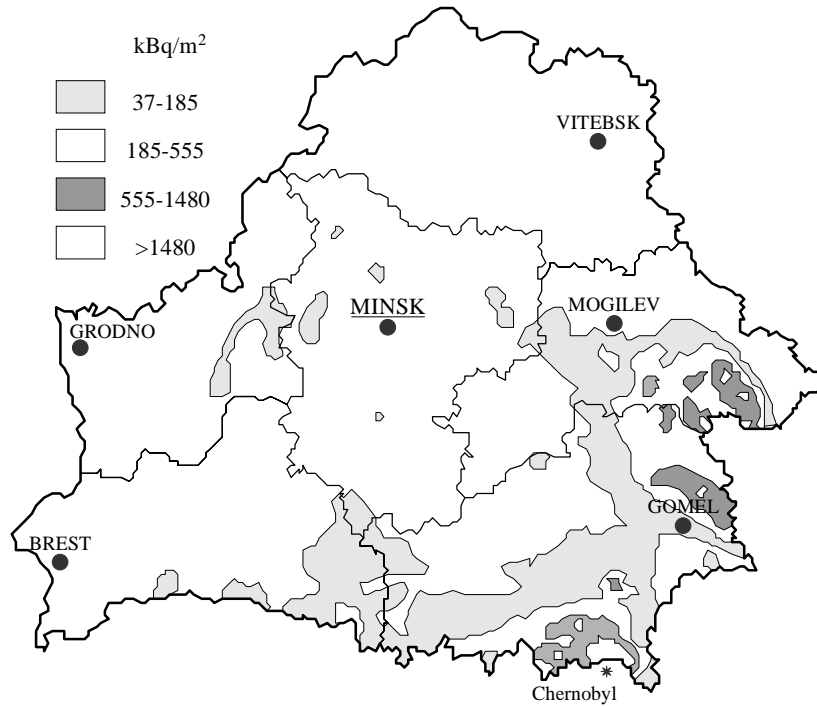 kBq/m²
37-185
185-555
555-1480
>1480
VITEBSK
MINSK
MOGILEV
GRODNO
GOMEL
BREST
Chernobyl